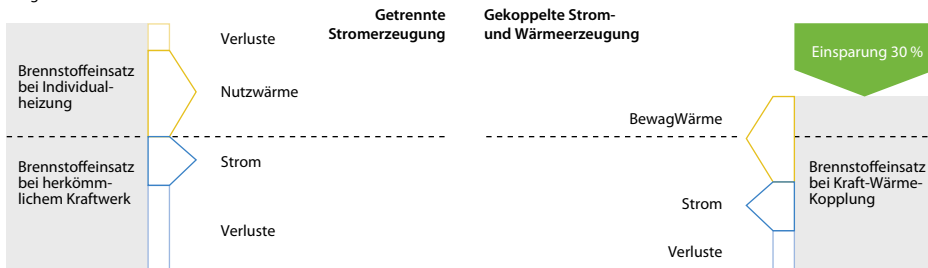 Getrennte
Stromerzeugung
Gekoppelte Strom-
und Wärmeerzeugung
Brennstoffeinsatz
bei Individual-
heizung
Verluste
Nutzwärme
Brennstoffeinsatz
bei herkömm-
lichem Kraftwerk
Strom
Verluste
Einsparung 30 %
BewagWärme
Strom
Verluste
Brennstoffeinsatz
bei Kraft-Wärme-
Kopplung